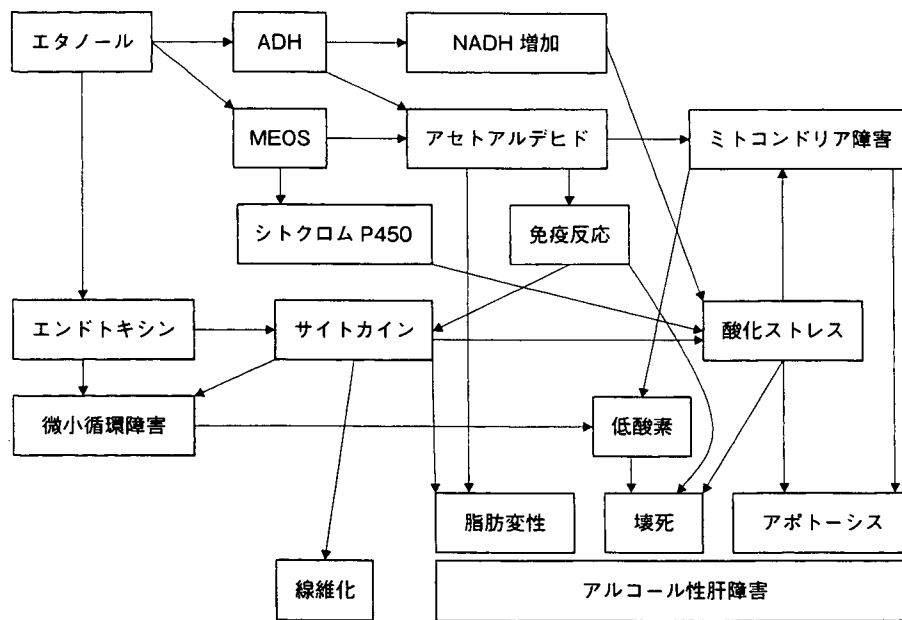 エタノール
ADH
NADH 増加
MEOS
アセトアルデヒド
ミトコンドリア障害
シトクロム P450
免疫反応
エンドトキシン
サイトカイン
酸化ストレス
微小循環障害
低酸素
脂肪変性
壊死
アポトーシス
線維化
アルコール性肝障害